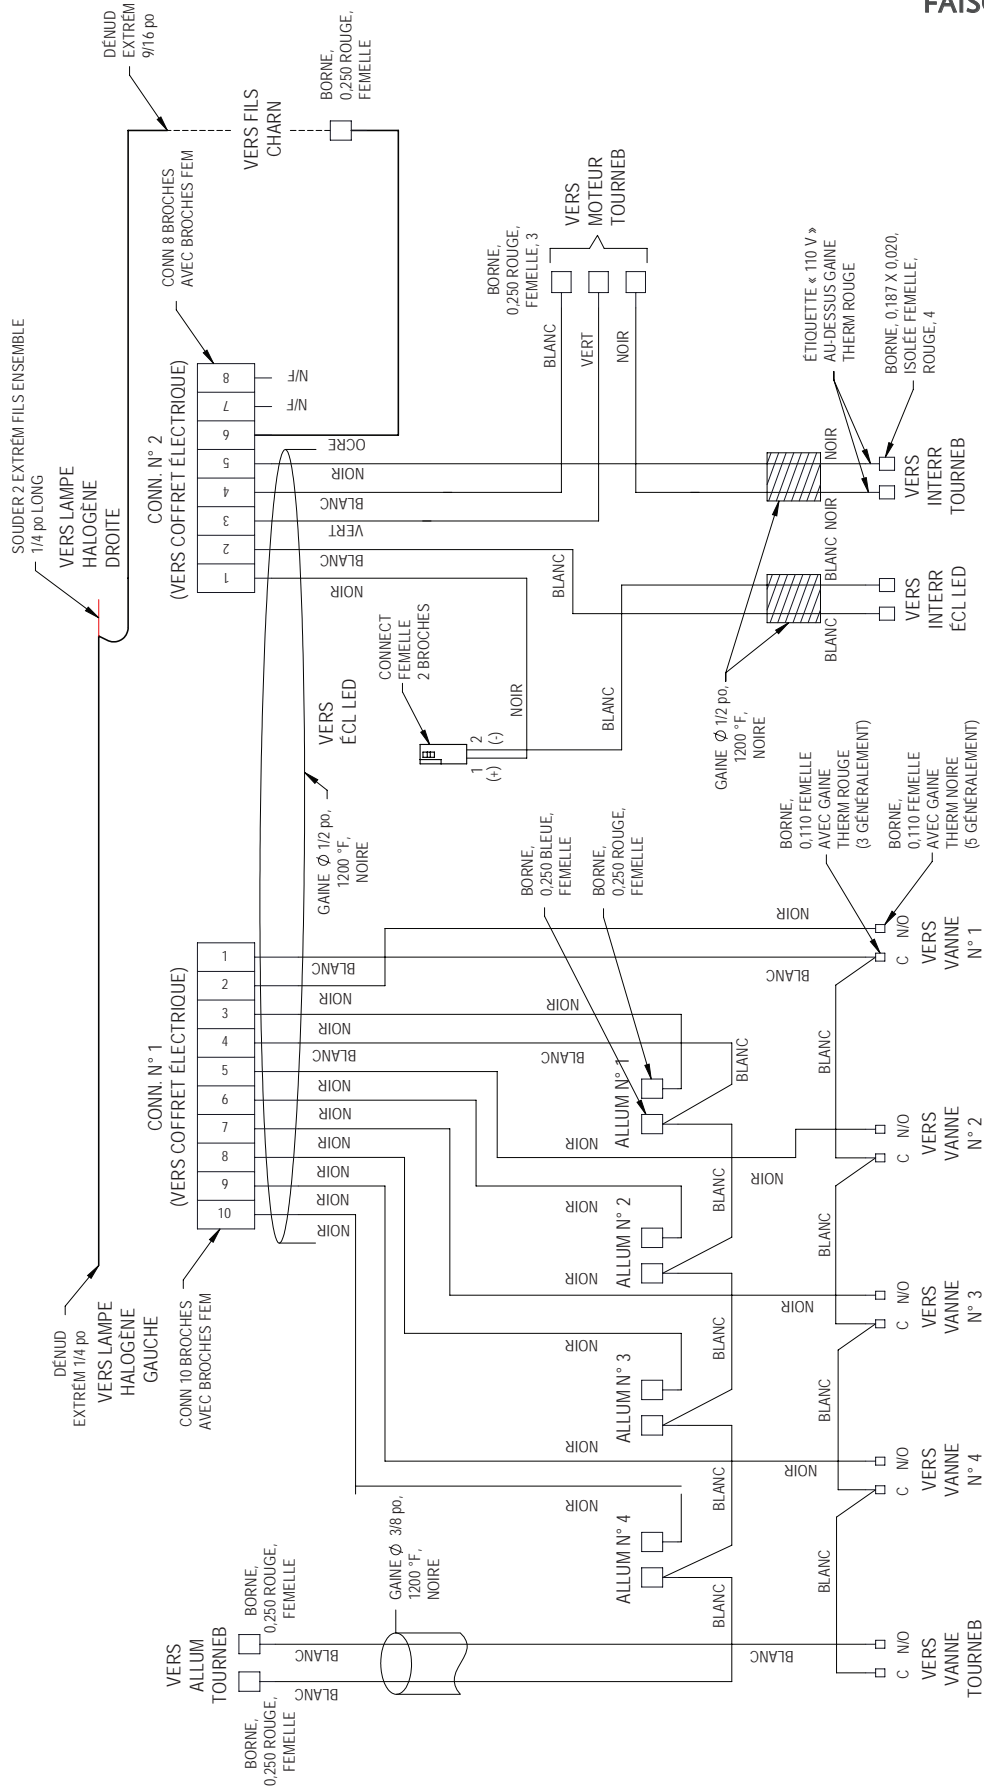 FAISC
DÉNUD
EXTRÉM
9/16 po
BORNE,
0,250 ROUGE,
FEMELLE
VERS FILS
CHARN
CONN 8 BROCHES
AVEC BROCHES FEM
SOUDER 2 EXTRÉM FILS ENSEMBLE
1/4 po LONG
VERS LAMPE
HALOGÈNE
DROITE
CONN. N° 2
(VERS COFFRET ÉLECTRIQUE)
8
7
6
5
4
3
2
1
N/F
N/F
OCRE
NOIR
BLANC
VERT
BLANC
NOIR
BORNE,
0,250 ROUGE,
FEMELLE, 3
VERS
MOTEUR
TOURNEB
BLANC
VERT
NOIR
ÉTIQUETTE « 110 V »
AU-DESSUS GAINE
THERM ROUGE
BORNE, 0,187 X 0,020,
ISOLÉE FEMELLE,
ROUGE, 4
NOIR
NOIR
VERS
INTERR
TOURNEB
BLANC
BLANC
BLANC
VERS
INTERR
ÉCL LED
CONNECT
FEMELLE
2 BROCHES
1
(+)
2
(-)
NOIR
BLANC
VERS
ÉCL LED
GAINE Ø 1/2 po,
1200 °F,
NOIRE
GAINE Ø 1/2 po,
1200 °F,
NOIRE
CONN. N° 1
(VERS COFFRET ÉLECTRIQUE)
1
2
3
4
5
6
7
8
9
10
BLANC
NOIR
NOIR
BLANC
NOIR
NOIR
NOIR
NOIR
NOIR
NOIR
CONN 10 BROCHES
AVEC BROCHES FEM
DÉNUD
EXTRÉM 1/4 po
VERS LAMPE
HALOGÈNE
GAUCHE
BORNE,
0,250 BLEUE,
FEMELLE
BORNE,
0,250 ROUGE,
FEMELLE
NOIR
BLANC
ALLUM N° 1
BLANC
NOIR
NOIR
ALLUM N° 2
BLANC
NOIR
NOIR
ALLUM N° 3
BLANC
NOIR
NOIR
ALLUM N° 4
BLANC
BLANC
BORNE,
0,110 FEMELLE
AVEC GAINE
THERM ROUGE
(3 GÉNÉRALEMENT)
BORNE,
0,110 FEMELLE
AVEC GAINE
THERM NOIRE
(5 GÉNÉRALEMENT)
NOIR
BLANC
C N/O
VERS
VANNE
N° 1
BLANC
NOIR
C N/O
VERS
VANNE
N° 2
BLANC
NOIR
C N/O
VERS
VANNE
N° 3
BLANC
NOIR
C N/O
VERS
VANNE
N° 4
BLANC
BLANC
C N/O
VERS
VANNE
TOURNEB
GAINE Ø 3/8 po,
1200 °F,
NOIRE
VERS
ALLUM
TOURNEB
BORNE,
0,250 ROUGE,
FEMELLE
BORNE,
0,250 ROUGE,
FEMELLE
BLANC
BLANC